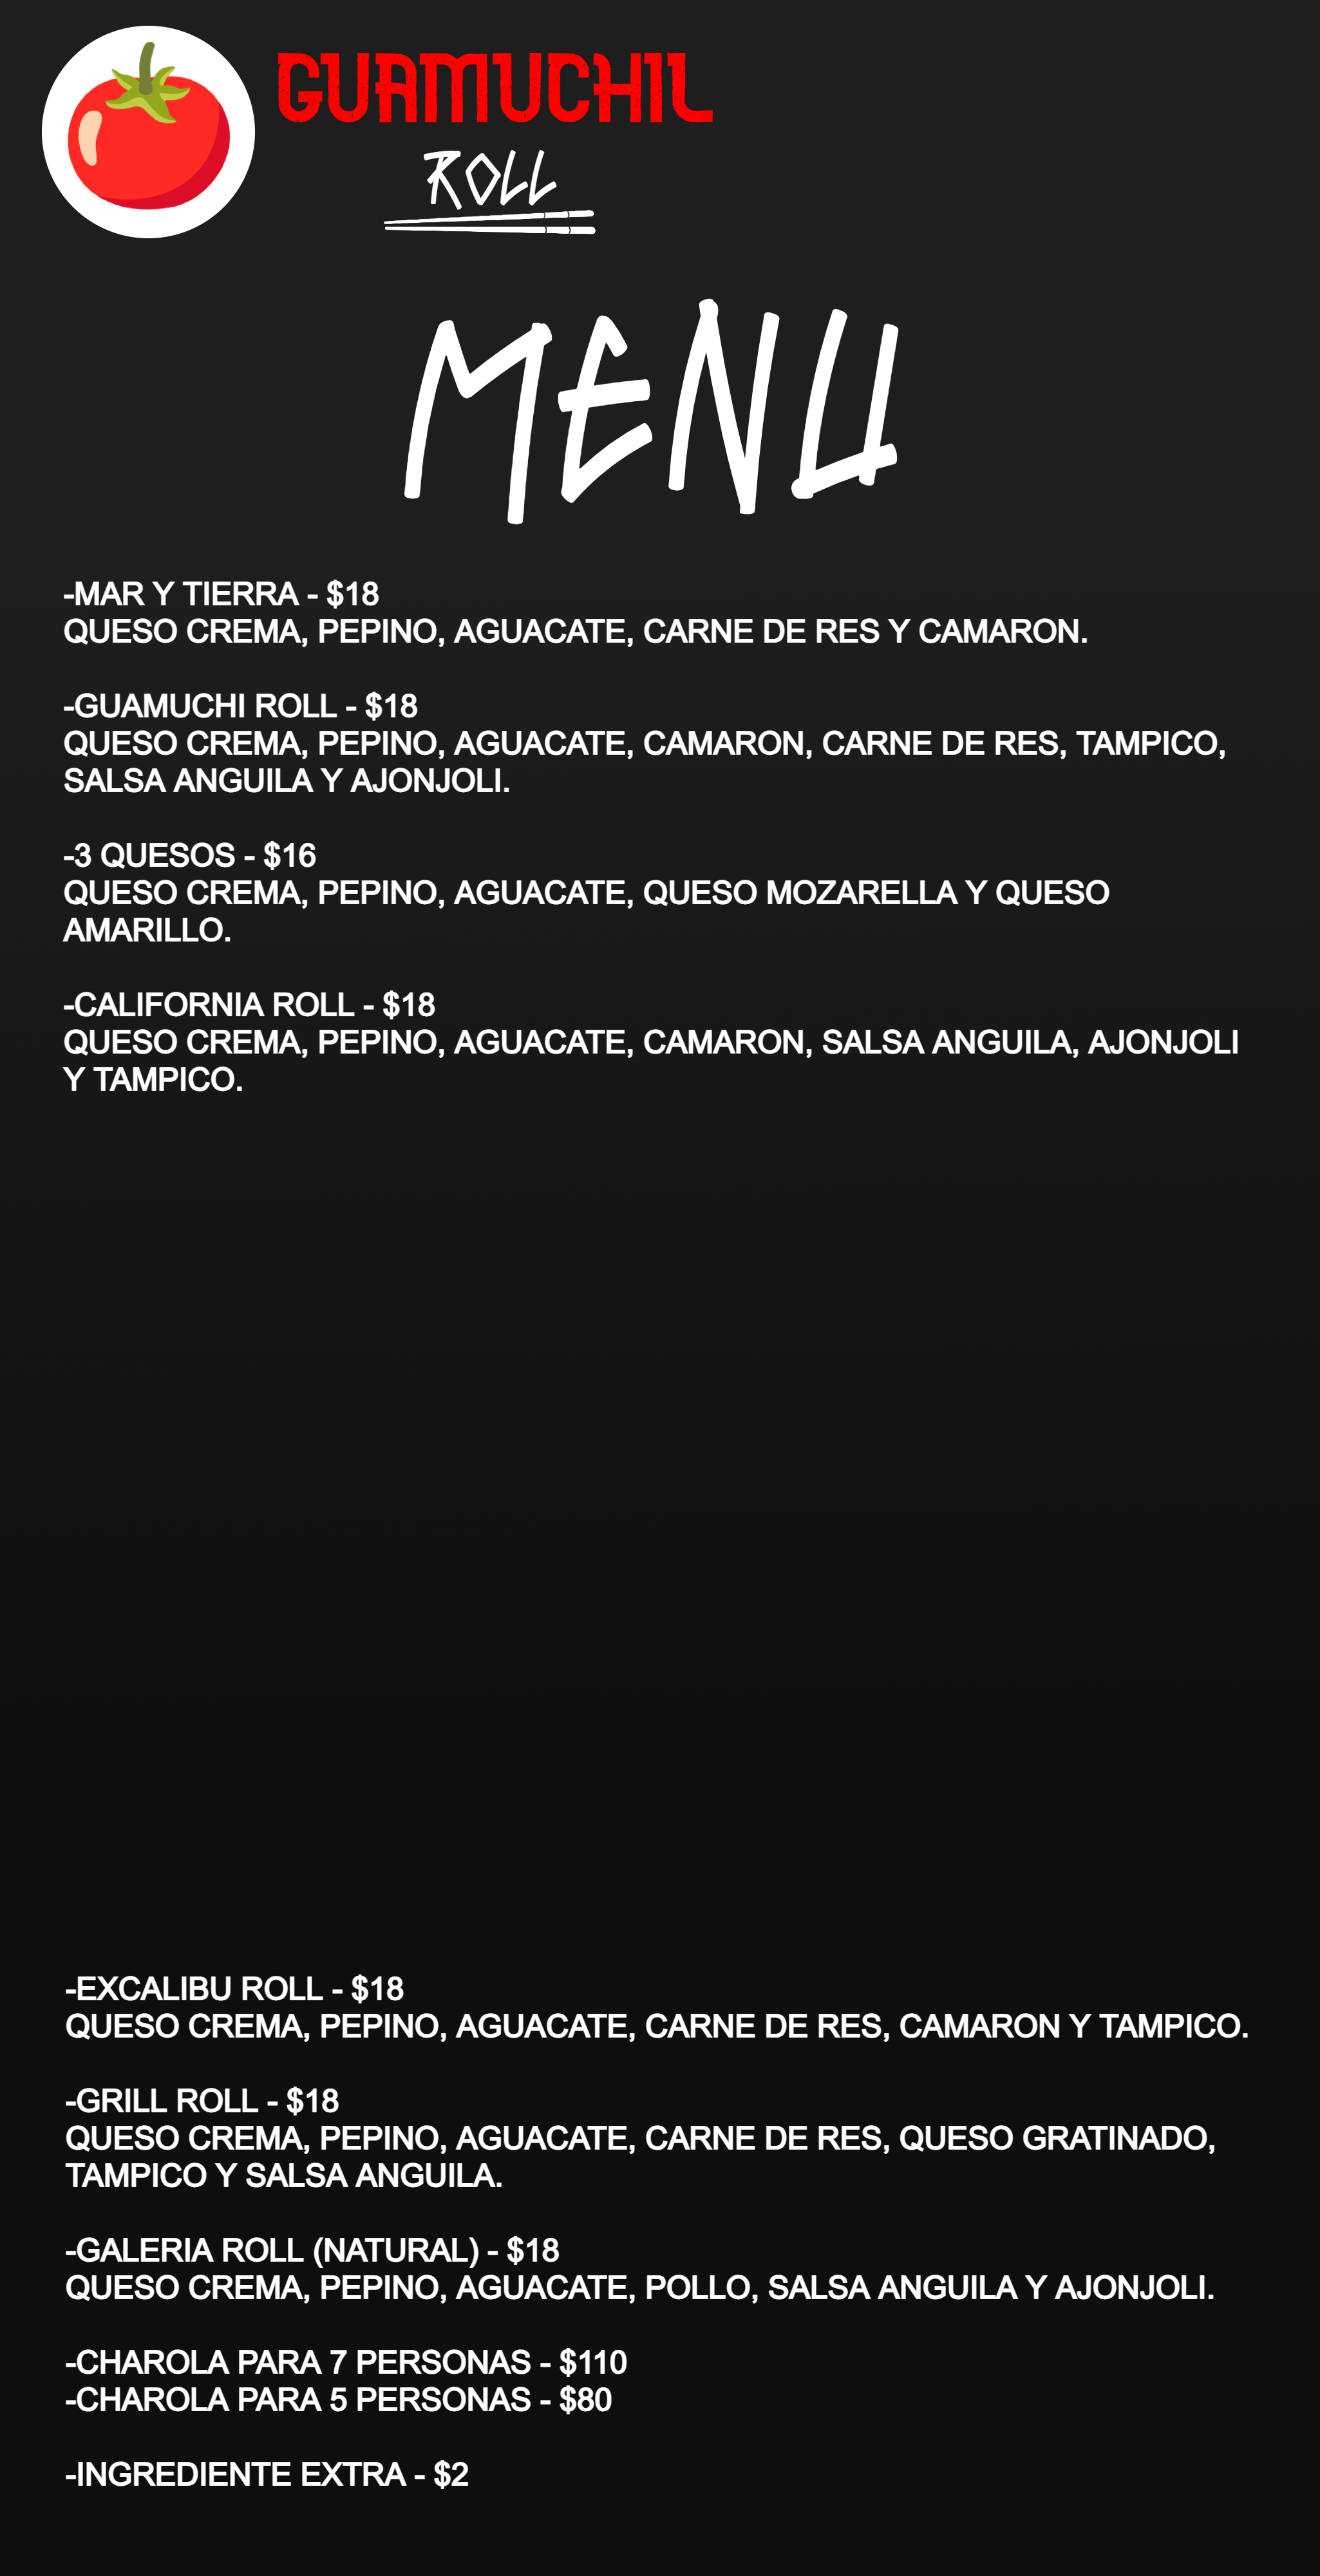 GUAMUCHIL
ROLL
MENU
-MAR Y TIERRA - $18
QUESO CREMA, PEPINO, AGUACATE, CARNE DE RES Y CAMARON.
-GUAMUCHI ROLL - $18
QUESO CREMA, PEPINO, AGUACATE, CAMARON, CARNE DE RES, TAMPICO,
SALSA ANGUILA Y AJONJOLI.
-3 QUESOS - $16
QUESO CREMA, PEPINO, AGUACATE, QUESO MOZARELLA Y QUESO
AMARILLO.
-CALIFORNIA ROLL - $18
QUESO CREMA, PEPINO, AGUACATE, CAMARON, SALSA ANGUILA, AJONJOLI
Y TAMPICO.
-EXCALIBU ROLL - $18
QUESO CREMA, PEPINO, AGUACATE, CARNE DE RES, CAMARON Y TAMPICO.
-GRILL ROLL - $18
QUESO CREMA, PEPINO, AGUACATE, CARNE DE RES, QUESO GRATINADO,
TAMPICO Y SALSA ANGUILA.
-GALERIA ROLL (NATURAL) - $18
QUESO CREMA, PEPINO, AGUACATE, POLLO, SALSA ANGUILA Y AJONJOLI.
-CHAROLA PARA 7 PERSONAS - $110
-CHAROLA PARA 5 PERSONAS - $80
-INGREDIENTE EXTRA - $2